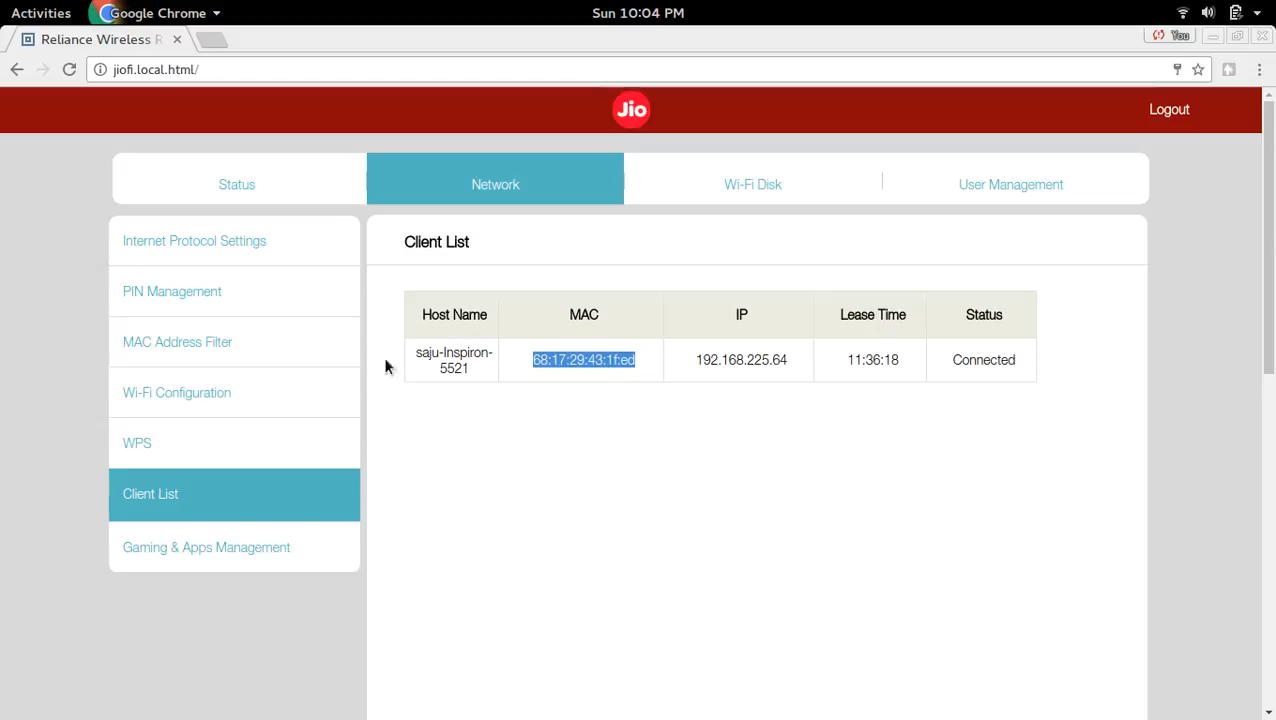 Activities Google Chrome Sun 10:04 PM
Reliance Wireless R You
jiofi.local.html/
Jio Logout
Status Network Wi-Fi Disk User Management
Internet Protocol Settings
PIN Management
MAC Address Filter
Wi-Fi Configuration
WPS
Client List
Gaming & Apps Management
Client List
Host Name MAC IP Lease Time Status
saju-Inspiron-
5521 68:17:29:43:1f:ed 192.168.225.64 11:36:18 Connected